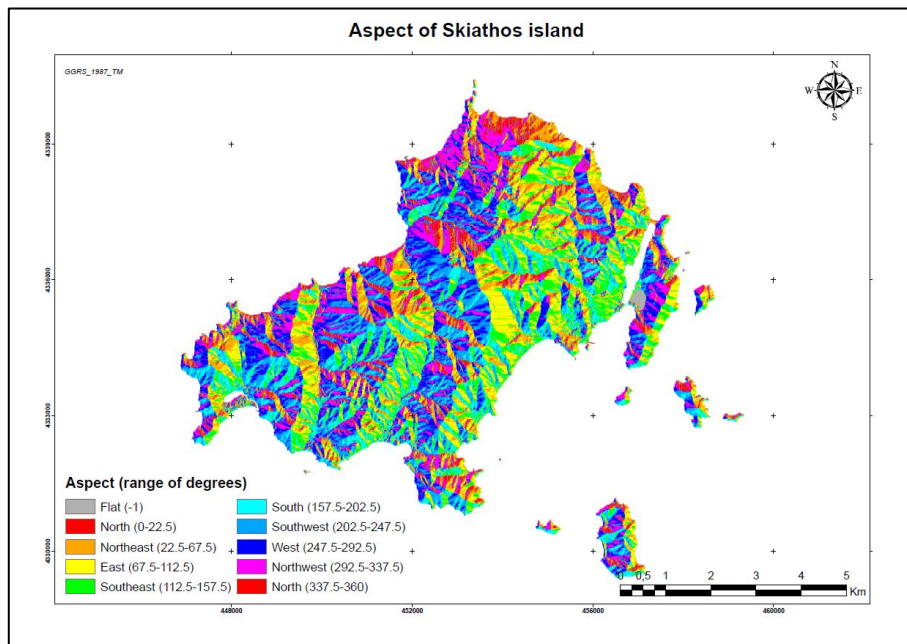 Aspect of Skiathos island
GGRS_1987_TM
N
W E
S
4339000
4336000
4333000
4330000
Aspect (range of degrees)
Flat (-1)
North (0-22.5)
Northeast (22.5-67.5)
East (67.5-112.5)
Southeast (112.5-157.5)
South (157.5-202.5)
Southwest (202.5-247.5)
West (247.5-292.5)
Northwest (292.5-337.5)
North (337.5-360)
0 0,5 1 2 3 4 5
Km
448000 452000 456000 460000